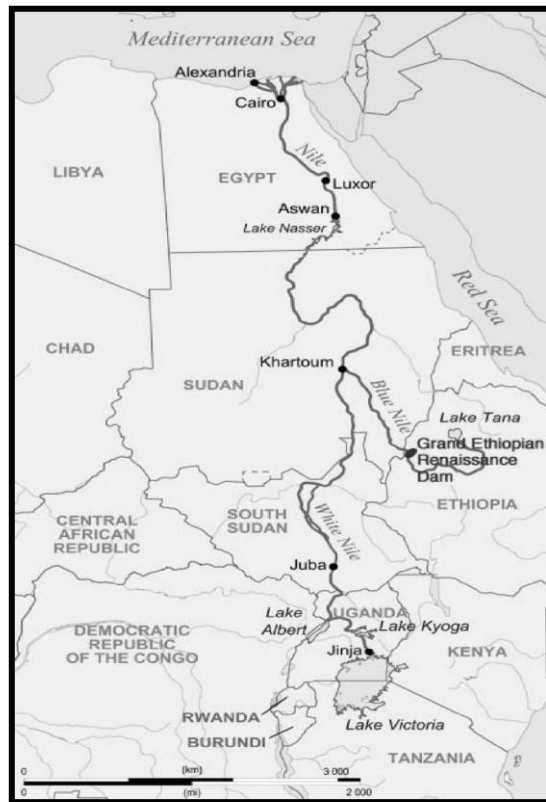 Mediterranean Sea
Alexandria
Cairo
LIBYA
EGYPT
Nile
Luxor
Aswan
Lake Nasser
Red Sea
CHAD
SUDAN
Khartoum
ERITREA
Blue Nile
Lake Tana
Grand Ethiopian
Renaissance
Dam
ETHIOPIA
CENTRAL
AFRICAN
REPUBLIC
SOUTH
SUDAN
White Nile
Juba
Lake
Albert
UGANDA
Lake Kyoga
DEMOCRATIC
REPUBLIC
OF THE CONGO
Jinja
KENYA
RWANDA
BURUNDI
Lake Victoria
TANZANIA
0 (km) 3 000
0 (mi) 2 000